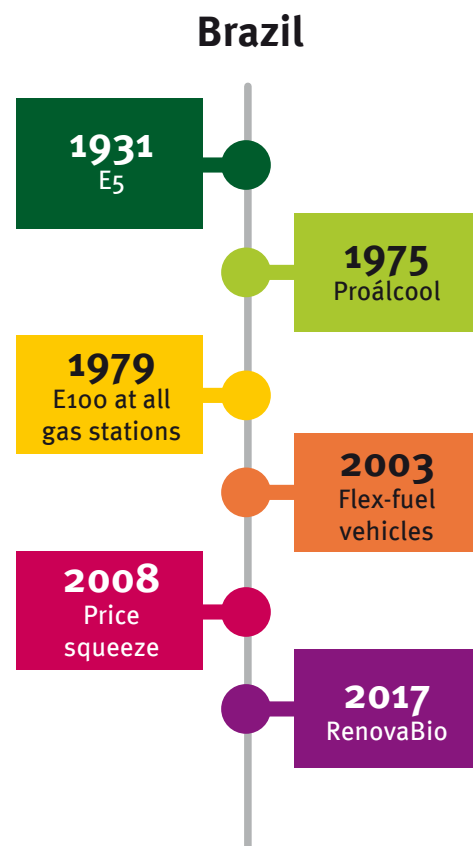 Brazil
1931
E5
1975
Proálcool
1979
E100 at all
gas stations
2003
Flex-fuel
vehicles
2008
Price
squeeze
2017
RenovaBio